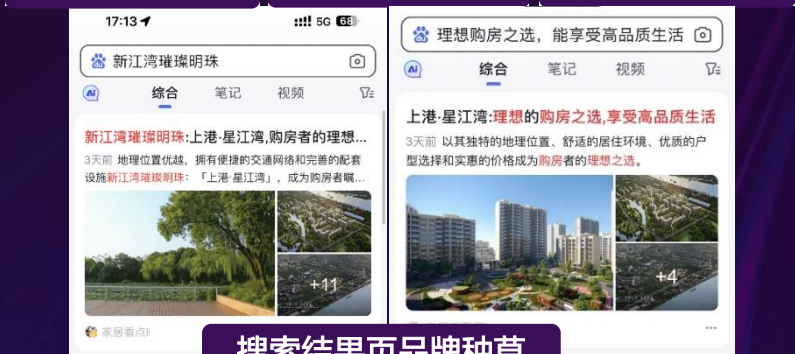 17:13
5G
68
新江湾璀璨明珠
Ai
综合
笔记
视频
新江湾璀璨明珠:上港·星江湾,购房者的理想...
3天前 地理位置优越，拥有便捷的交通网络和完善的配套
设施新江湾璀璨明珠：「上港·星江湾」，成为购房者瞩...
+11
家居看点li
理想购房之选，能享受高品质生活
Ai
综合
笔记
视频
上港·星江湾:理想的购房之选,享受高品质生活
3天前 以其独特的地理位置、舒适的居住环境、优质的户
型选择和实惠的价格成为购房者的理想之选。
+4
搜索结果页品牌种草